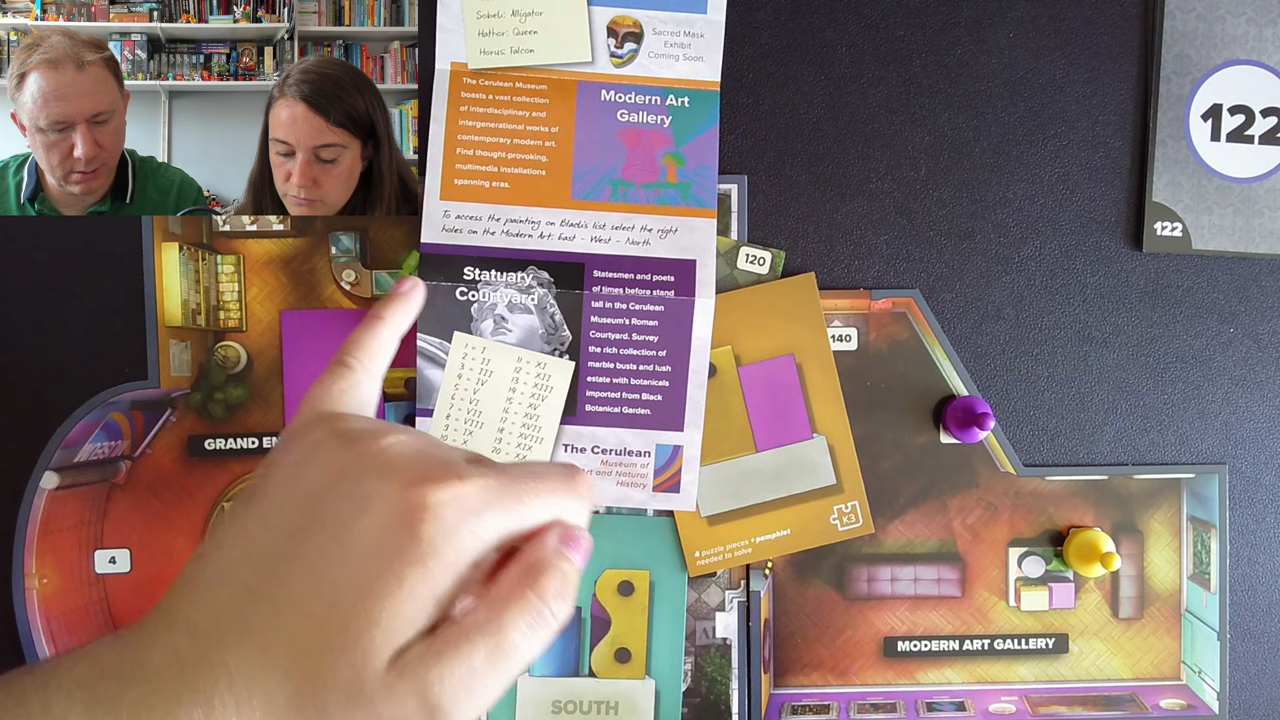 Sobek: Alligator
Hathor: Queen
Horus: Falcon
Sacred Mask
Exhibit
Coming Soon.
The Cerulean Museum
boasts a vast collection
of interdisciplinary and
intergenerational works of
contemporary modern art.
Find thought-provoking,
multimedia installations
spanning eras.
Modern Art
Gallery
To access the painting on Black's list, select the right
holes on the Modern Art: East - West - North
Statuary
Courtyard
Statesmen and poets
of times before stand
tall in the Cerulean
Museum's Roman
Courtyard. Survey
the rich collection of
marble busts and lush
estate with botanicals
imported from Black
Botanical Garden.
1 = I
2 = II
3 = III
4 = IV
5 = V
6 = VI
7 = VII
8 = VIII
9 = IX
10 = X
11 = XI
12 = XII
13 = XIII
14 = XIV
15 = XV
16 = XVI
17 = XVII
18 = XVIII
19 = XIX
20 = XX
The Cerulean
Museum of
Art and Natural
History
122
122
120
140
GRAND
4
K3
4 puzzle pieces + pamphlet
needed to solve
MODERN ART GALLERY
SOUTH